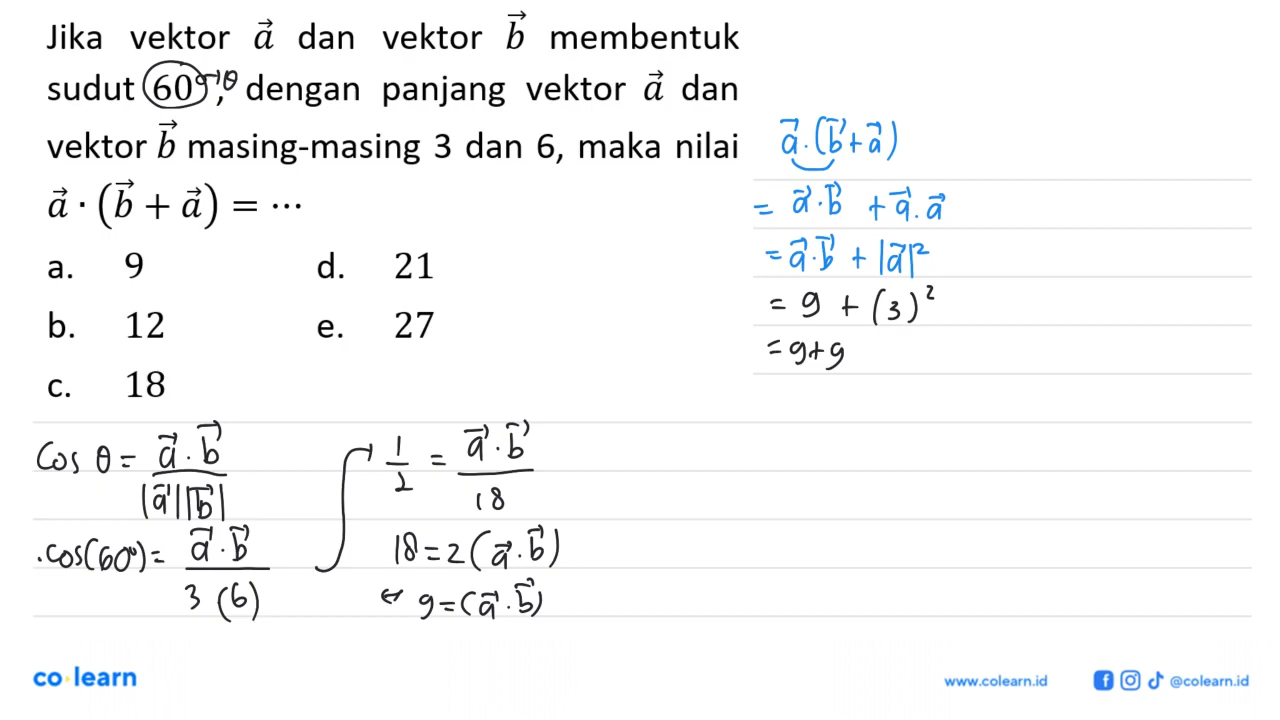 Jika vektor a⃗ dan vektor b⃗ membentuk
sudut 60°, →θ dengan panjang vektor a⃗ dan
vektor b⃗ masing-masing 3 dan 6, maka nilai
a⃗ · (b⃗ + a⃗) = ⋯
a. 9 d. 21
b. 12 e. 27
c. 18
a⃗ · (b⃗ + a⃗)
= a⃗ · b⃗ + a⃗ · a⃗
= a⃗ · b⃗ + |a⃗|²
= 9 + (3)²
= 9+9
Cos θ = a⃗ · b⃗ / |a⃗||b⃗|
.cos(60°) = a⃗ · b⃗ / 3 (6)
→ 1/2 = a⃗ · b⃗ / 18
18 = 2 (a⃗ · b⃗)
↔ 9 = (a⃗ · b⃗)
co·learn
www.colearn.id @colearn.id